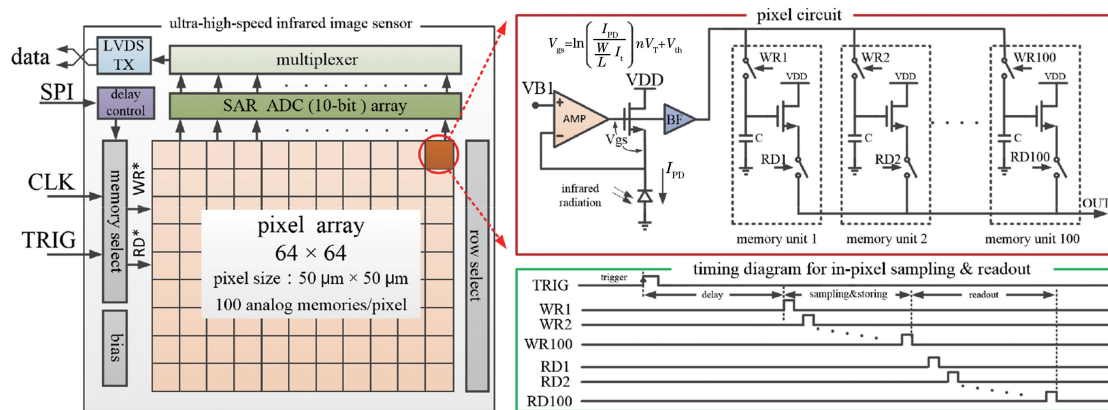 ultra-high-speed infrared image sensor
data
LVDS
TX
multiplexer
SPI
delay
control
SAR ADC (10-bit ) array
CLK
TRIG
memory select
WR*
RD*
bias
pixel array
64 × 64
pixel size : 50 μm × 50 μm
100 analog memories/pixel
row select
pixel circuit
Vgs=ln(IPD / (W/L It)) nVT+Vth
VB1
AMP
VDD
Vgs
BF
IPD
infrared
radiation
WR1
VDD
C
RD1
memory unit 1
WR2
VDD
C
RD2
memory unit 2
WR100
VDD
C
RD100
memory unit 100
OUT
timing diagram for in-pixel sampling & readout
TRIG
trigger
delay
sampling&storing
readout
WR1
WR2
WR100
RD1
RD2
RD100